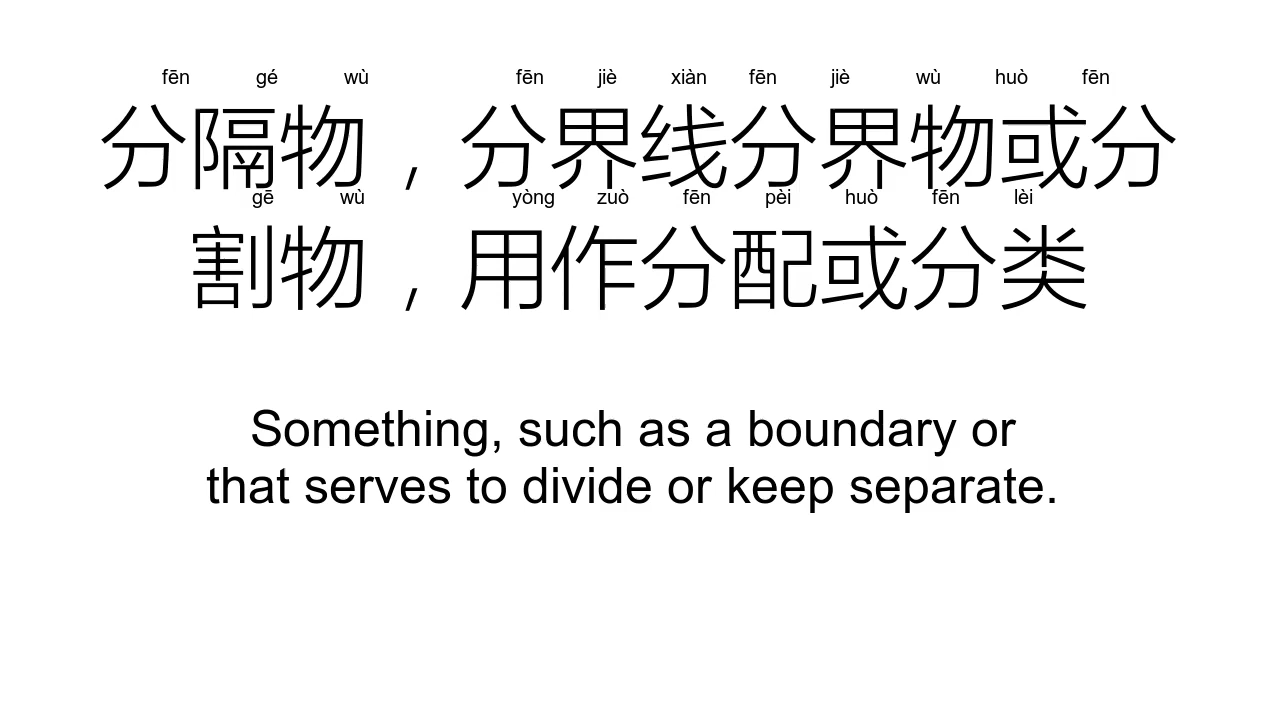 fēn gé wù fēn jiè xiàn fēn jiè wù huò fēn
分隔物，分界线分界物或分
gē wù yòng zuò fēn pèi huò fēn lèi
割物，用作分配或分类
Something, such as a boundary or
that serves to divide or keep separate.